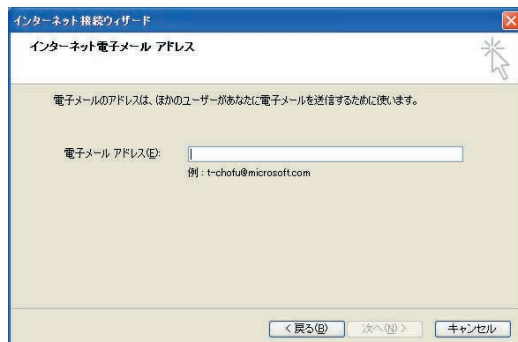 インターネット接続ウィザード
インターネット電子メール アドレス
電子メールのアドレスは、ほかのユーザーがあなたに電子メールを送信するために使います。
電子メール アドレス(E):
例 : t-chofu@microsoft.com
< 戻る(B) 次へ(N) > キャンセル